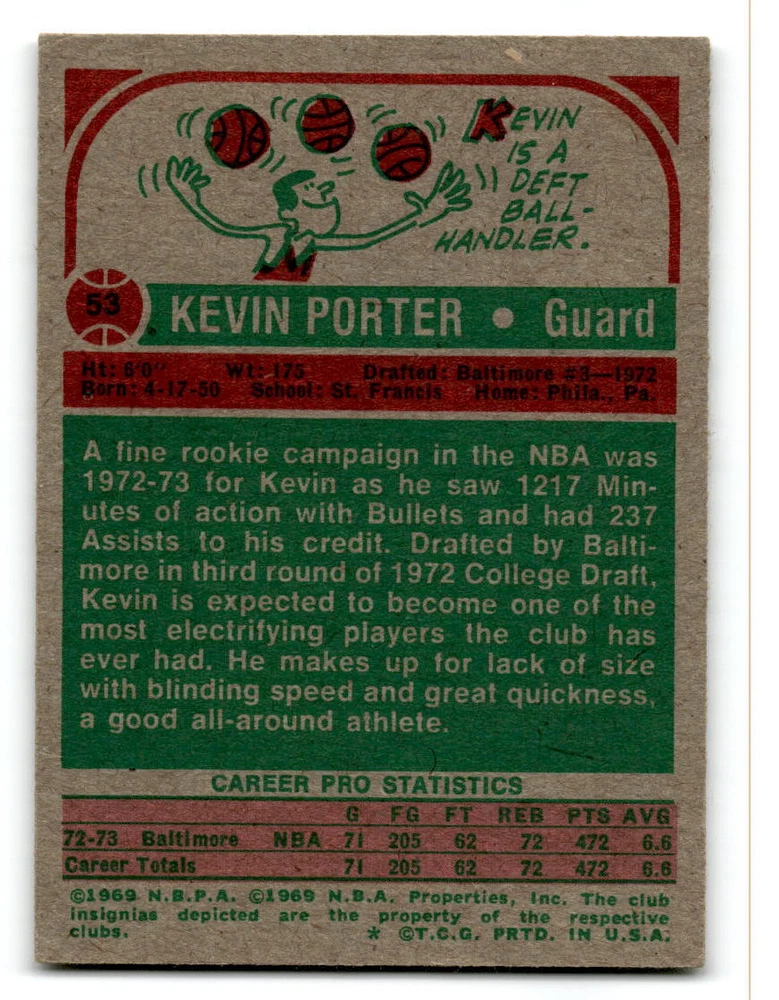 KEVIN
IS A
DEFT
BALL-
HANDLER.
53
KEVIN PORTER • Guard
Ht: 6'0" Wt: 175 Drafted: Baltimore #3—1972
Born: 4-17-50 School: St. Francis Home: Phila., Pa.
A fine rookie campaign in the NBA was
1972-73 for Kevin as he saw 1217 Min-
utes of action with Bullets and had 237
Assists to his credit. Drafted by Balti-
more in third round of 1972 College Draft,
Kevin is expected to become one of the
most electrifying players the club has
ever had. He makes up for lack of size
with blinding speed and great quickness,
a good all-around athlete.
CAREER PRO STATISTICS
G FG FT REB PTS AVG
72-73 Baltimore NBA 71 205 62 72 472 6.6
Career Totals 71 205 62 72 472 6.6
©1969 N.B.P.A. ©1969 N.B.A. Properties, Inc. The club
insignias depicted are the property of the respective
clubs. * ©T.C.G. PRTD. IN U.S.A.